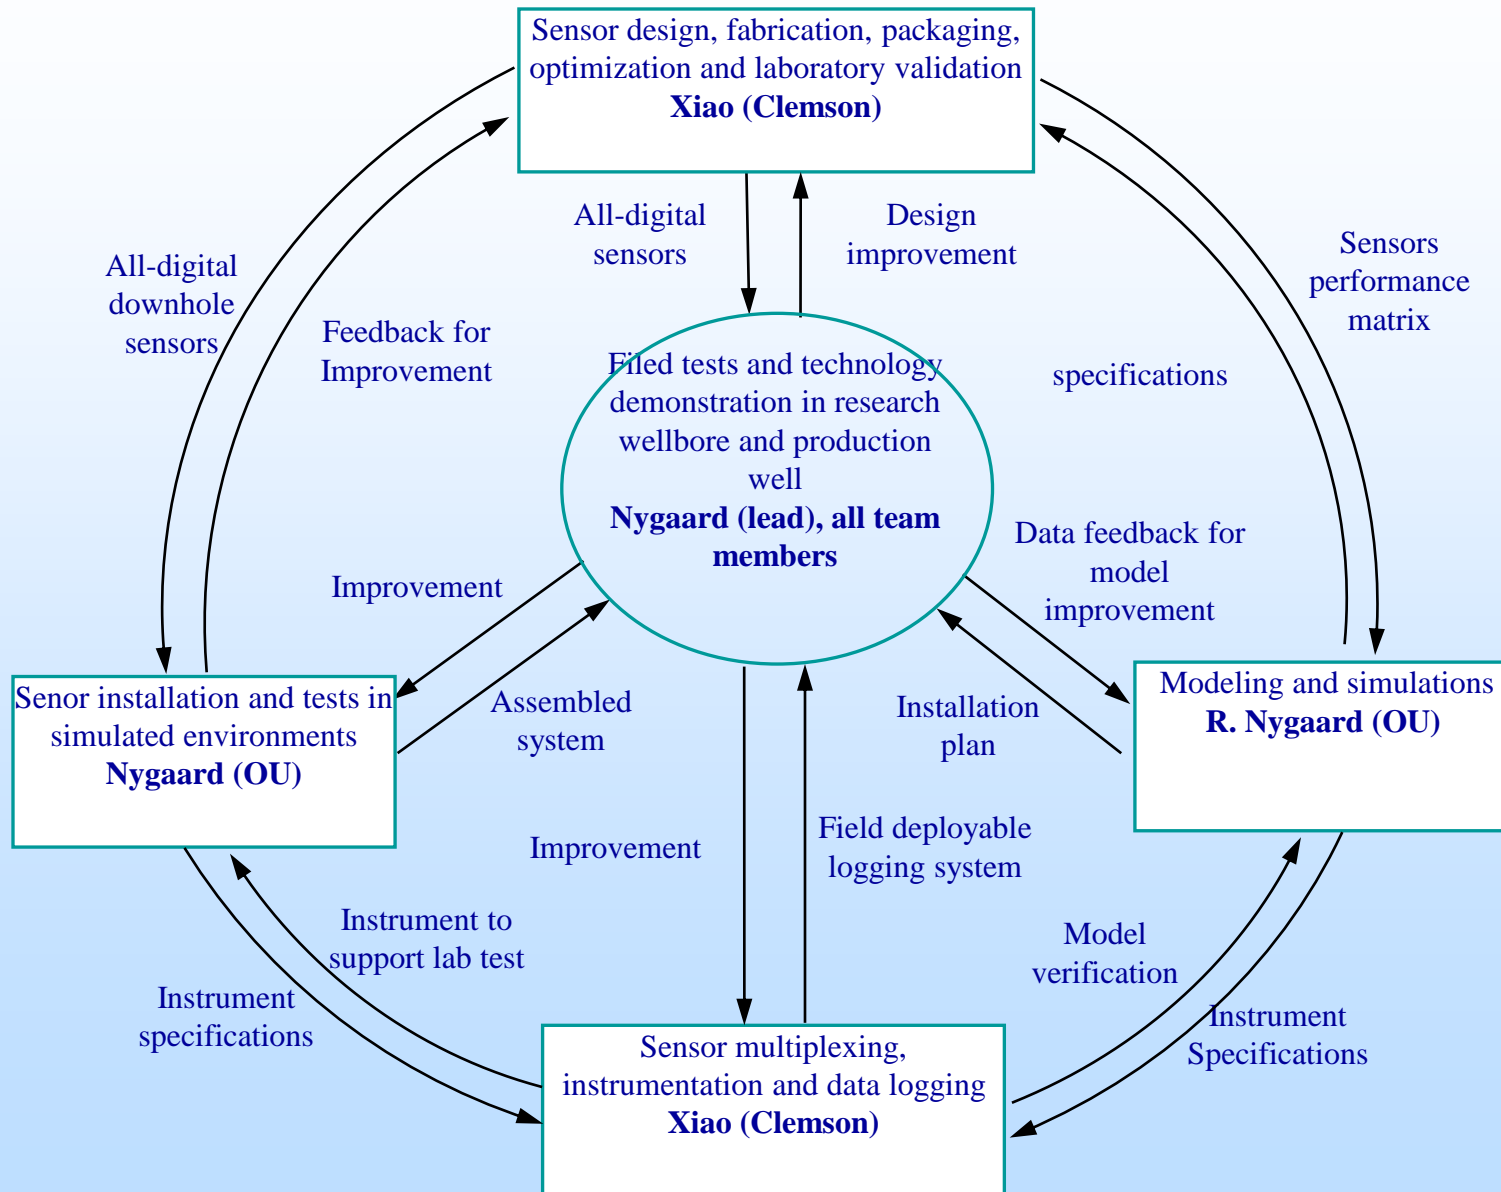 Sensor design, fabrication, packaging,
optimization and laboratory validation
Xiao (Clemson)
All-digital
sensors
Design
improvement
Sensors
performance
matrix
All-digital
downhole
sensors
Feedback for
Improvement
specifications
Filed tests and technology
demonstration in research
wellbore and production
well
Nygaard (lead), all team
members
Data feedback for
model
improvement
Improvement
Assembled
system
Installation
plan
Senor installation and tests in
simulated environments
Nygaard (OU)
Modeling and simulations
R. Nygaard (OU)
Improvement
Field deployable
logging system
Instrument to
support lab test
Model
verification
Instrument
specifications
Instrument
Specifications
Sensor multiplexing,
instrumentation and data logging
Xiao (Clemson)